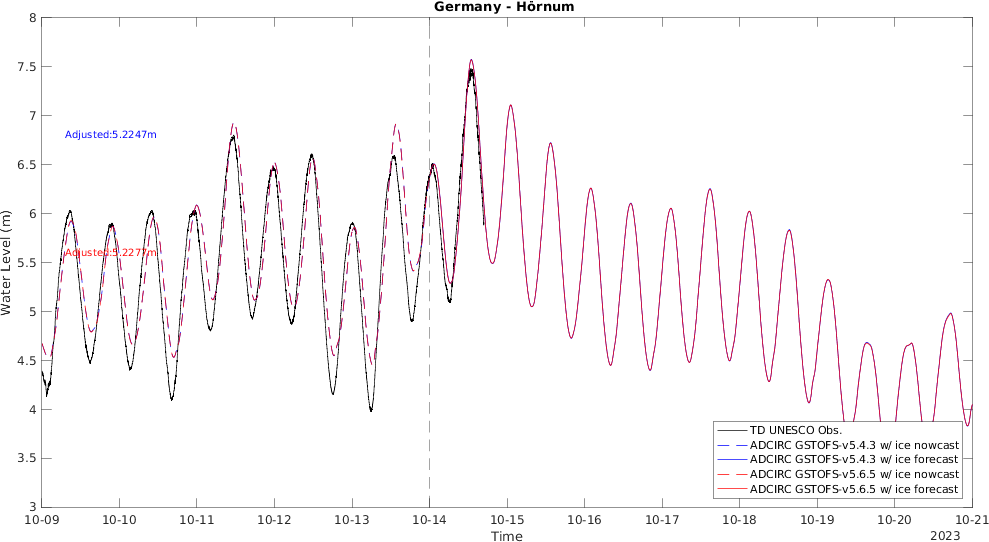 Germany - Hörnum
8
7.5
7
6.5
6
5.5
5
4.5
4
3.5
3
Water Level (m)
Adjusted:5.2247m
Adjusted:5.2277m
TD UNESCO Obs.
ADCIRC GSTOFS-v5.4.3 w/ ice nowcast
ADCIRC GSTOFS-v5.4.3 w/ ice forecast
ADCIRC GSTOFS-v5.6.5 w/ ice nowcast
ADCIRC GSTOFS-v5.6.5 w/ ice forecast
10-09 10-10 10-11 10-12 10-13 10-14 10-15 10-16 10-17 10-18 10-19 10-20 10-21
Time
2023